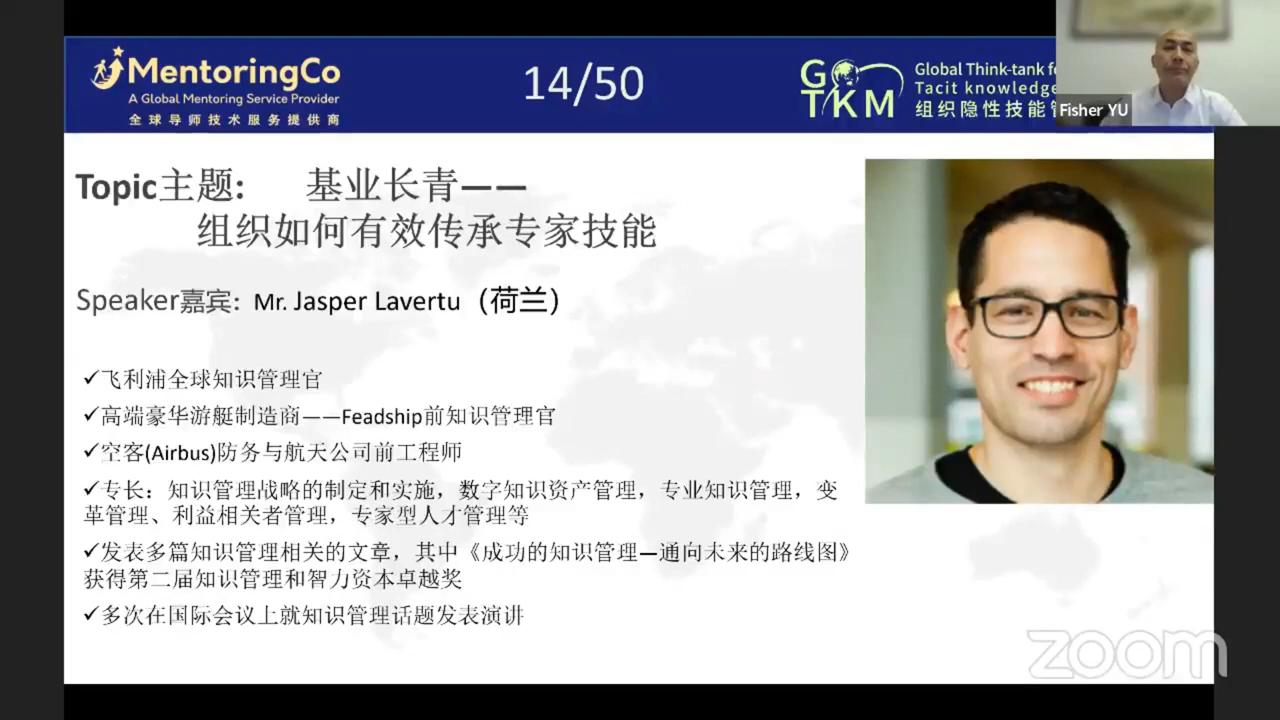 MentoringCo
A Global Mentoring Service Provider
全球导师技术服务提供商
14/50
G
TKM
Global Think-tank fo
Tacit knowledge
组织隐性技能
Fisher YU
Topic主题: 基业长青——
组织如何有效传承专家技能
Speaker嘉宾: Mr. Jasper Lavertu（荷兰）
✓飞利浦全球知识管理官
✓高端豪华游艇制造商——Feadship前知识管理官
✓空客(Airbus)防务与航天公司前工程师
✓专长：知识管理战略的制定和实施，数字知识资产管理，专业知识管理，变
革管理、利益相关者管理，专家型人才管理等
✓发表多篇知识管理相关的文章，其中《成功的知识管理—通向未来的路线图》
获得第二届知识管理和智力资本卓越奖
✓多次在国际会议上就知识管理话题发表演讲
zoom